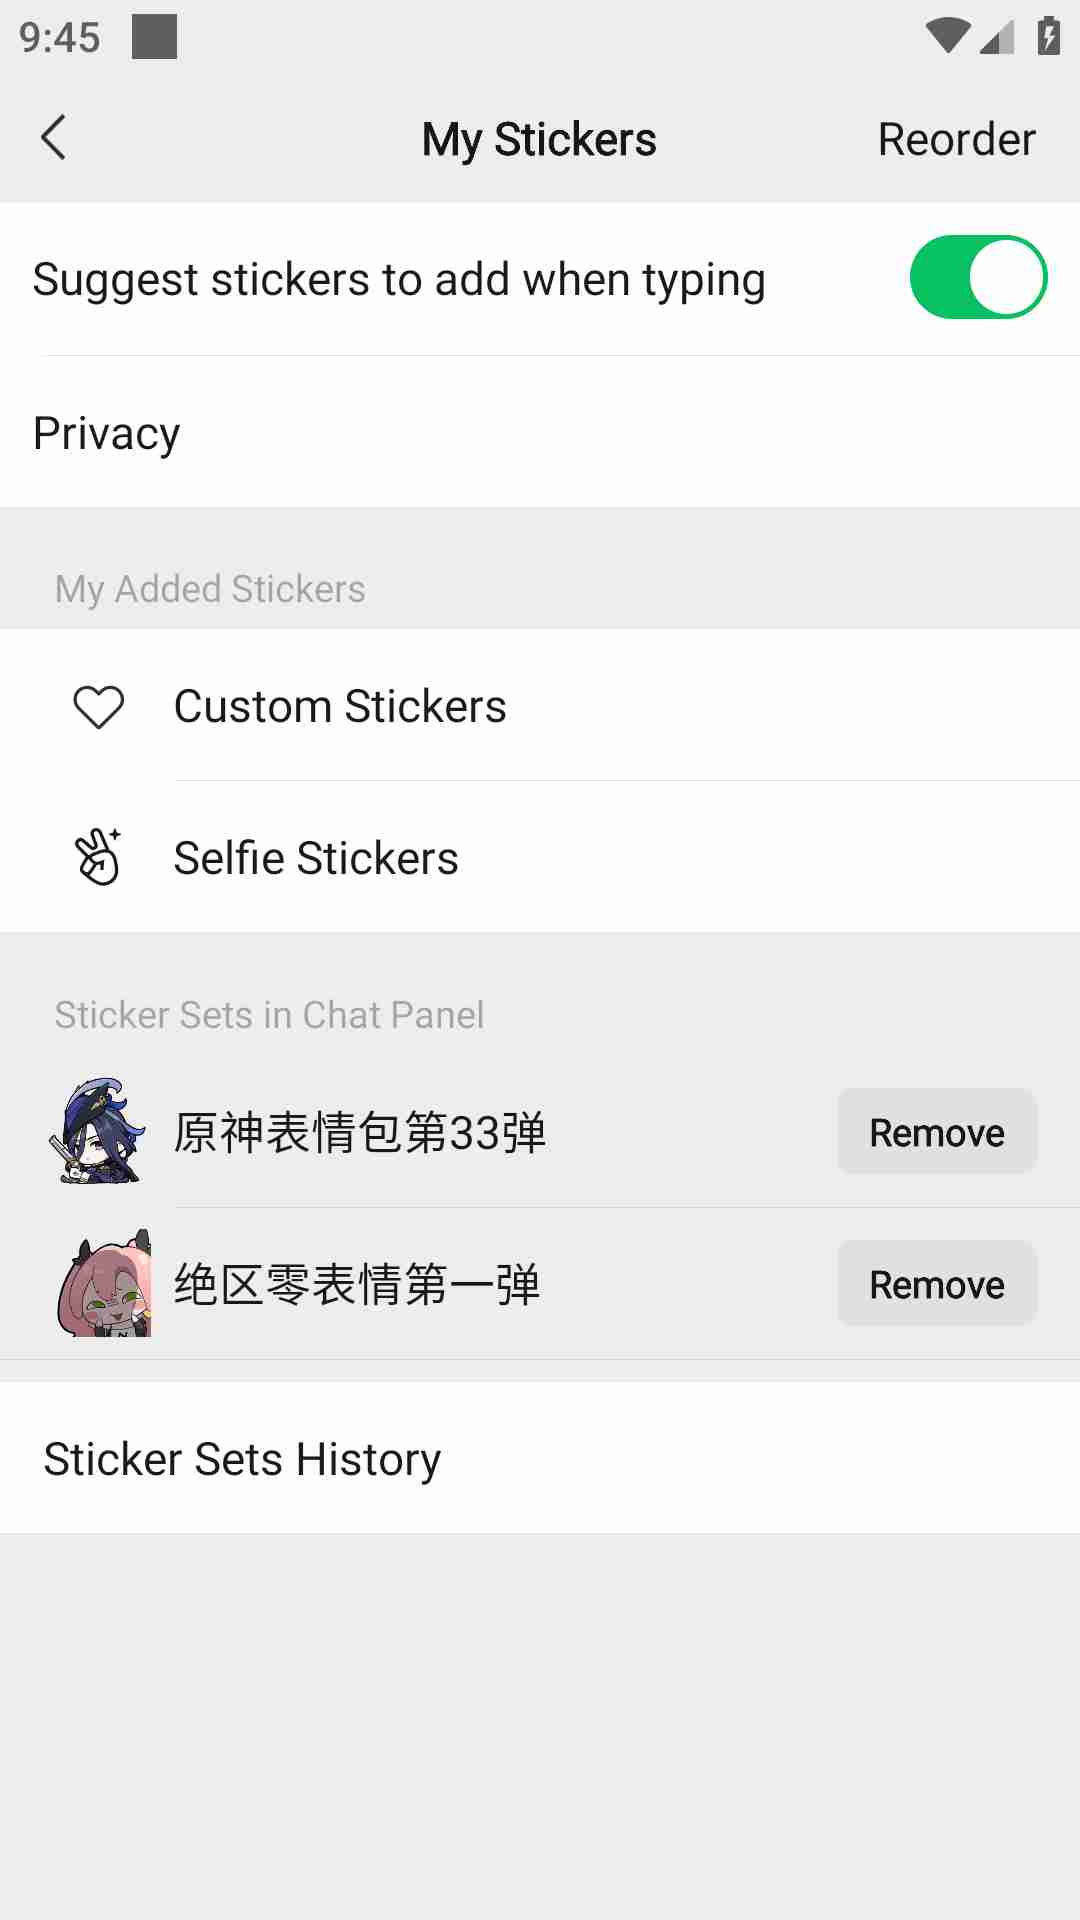 9:45
My Stickers
Reorder
Suggest stickers to add when typing
Privacy
My Added Stickers
Custom Stickers
Selfie Stickers
Sticker Sets in Chat Panel
原神表情包第33弹
Remove
绝区零表情第一弹
Remove
Sticker Sets History